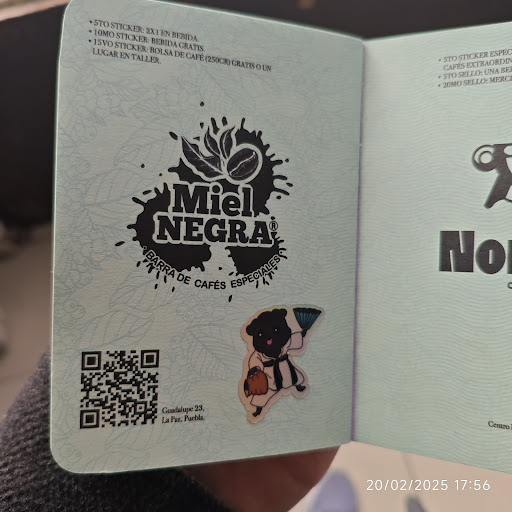 • 5TO STICKER: 2X1 EN BEBIDA.
• 10MO STICKER: BEBIDA GRATIS.
• 15VO STICKER: BOLSA DE CAFÉ (250GR) GRATIS O UN
LUGAR EN TALLER.
Miel
NEGRA®
BARRA DE CAFÉS ESPECIALES
Guadalupe 23,
La Paz, Puebla.
• 5TO STICKER ESPEC
CAFÉS EXTRAORDIN
• 5TO SELLO: UNA BE
• 20MO SELLO: MERC
Nor
Centro
20/02/2025 17:56